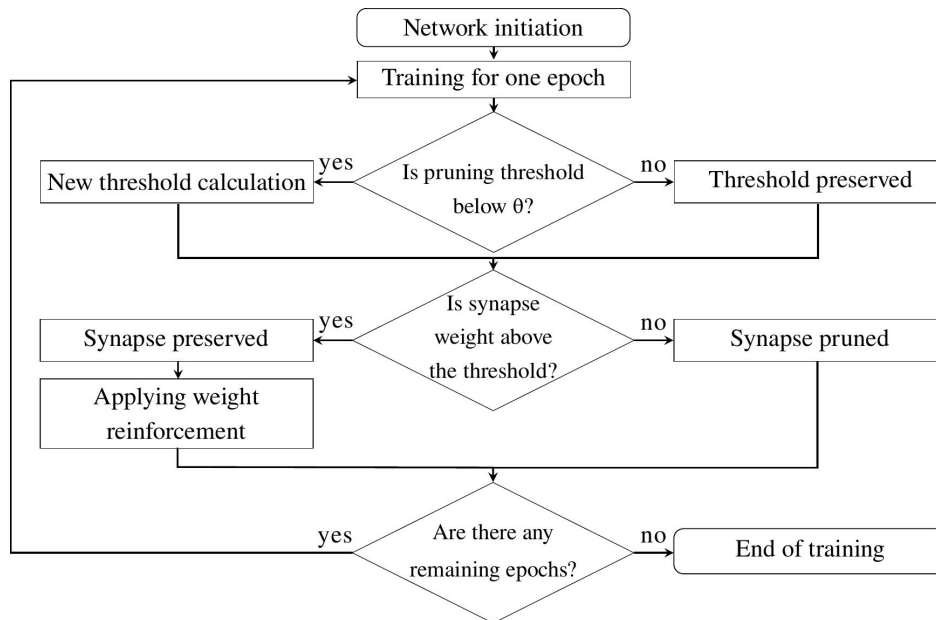 Network initiation
Training for one epoch
yes
no
New threshold calculation
Is pruning threshold
below θ?
Threshold preserved
yes
no
Synapse preserved
Is synapse
weight above
the threshold?
Synapse pruned
Applying weight
reinforcement
yes
no
Are there any
remaining epochs?
End of training